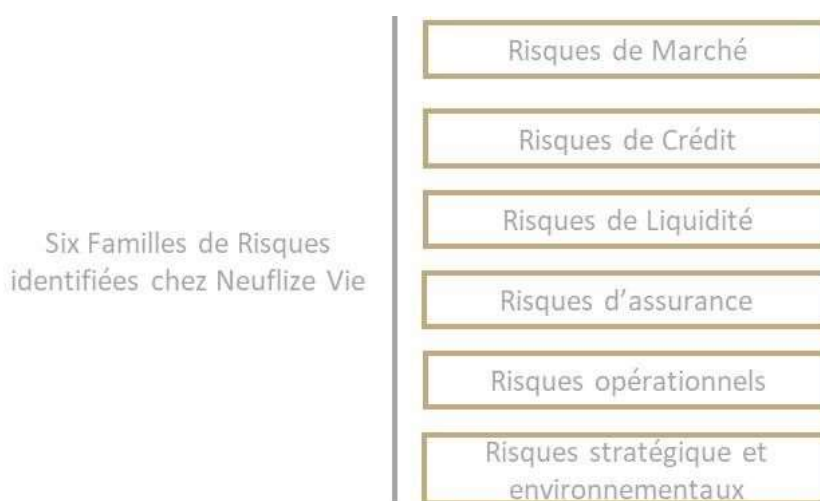 Six Familles de Risques
identifiées chez Neuflize Vie
Risques de Marché
Risques de Crédit
Risques de Liquidité
Risques d’assurance
Risques opérationnels
Risques stratégique et
environnementaux